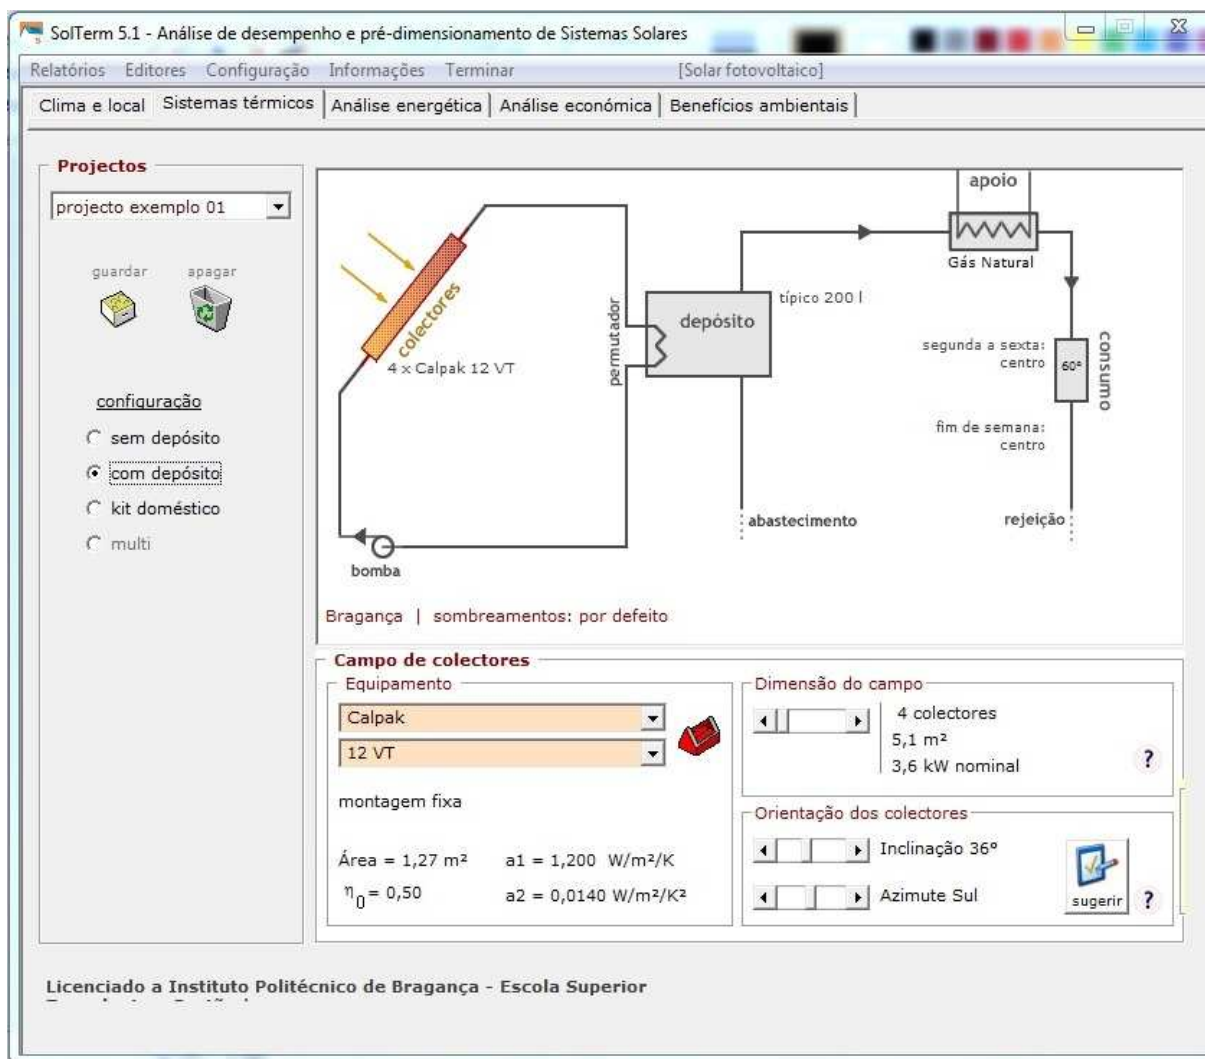 SolTerm 5.1 - Análise de desempenho e pré-dimensionamento de Sistemas Solares
Relatórios Editores Configuração Informações Terminar [Solar fotovoltaico]
Clima e local Sistemas térmicos Análise energética Análise económica Benefícios ambientais
Projectos
projecto exemplo 01
guardar apagar
configuração
sem depósito
com depósito
kit doméstico
multi
colectores
4 x Calpak 12 VT
permutador
depósito
típico 200 l
apoio
Gás Natural
segunda a sexta:
centro
60º
consumo
fim de semana:
centro
abastecimento
rejeição
bomba
Bragança | sombreamentos: por defeito
Campo de colectores
Equipamento
Calpak
12 VT
montagem fixa
Área = 1,27 m² a1 = 1,200 W/m²/K
η0 = 0,50 a2 = 0,0140 W/m²/K²
Dimensão do campo
4 colectores
5,1 m²
3,6 kW nominal
?
Orientação dos colectores
Inclinação 36º
Azimute Sul
sugerir
?
Licenciado a Instituto Politécnico de Bragança - Escola Superior